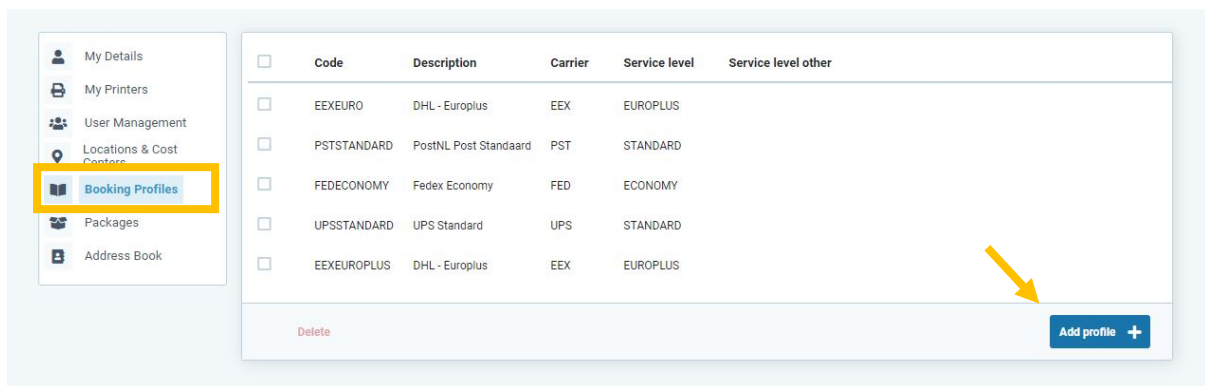 My Details
My Printers
User Management
Locations & Cost
Centers
Booking Profiles
Packages
Address Book
Code Description Carrier Service level Service level other
EEXEURO DHL - Europlus EEX EUROPLUS
PSTSTANDARD PostNL Post Standaard PST STANDARD
FEDECONOMY Fedex Economy FED ECONOMY
UPSSTANDARD UPS Standard UPS STANDARD
EEXEUROPLUS DHL - Europlus EEX EUROPLUS
Delete
Add profile